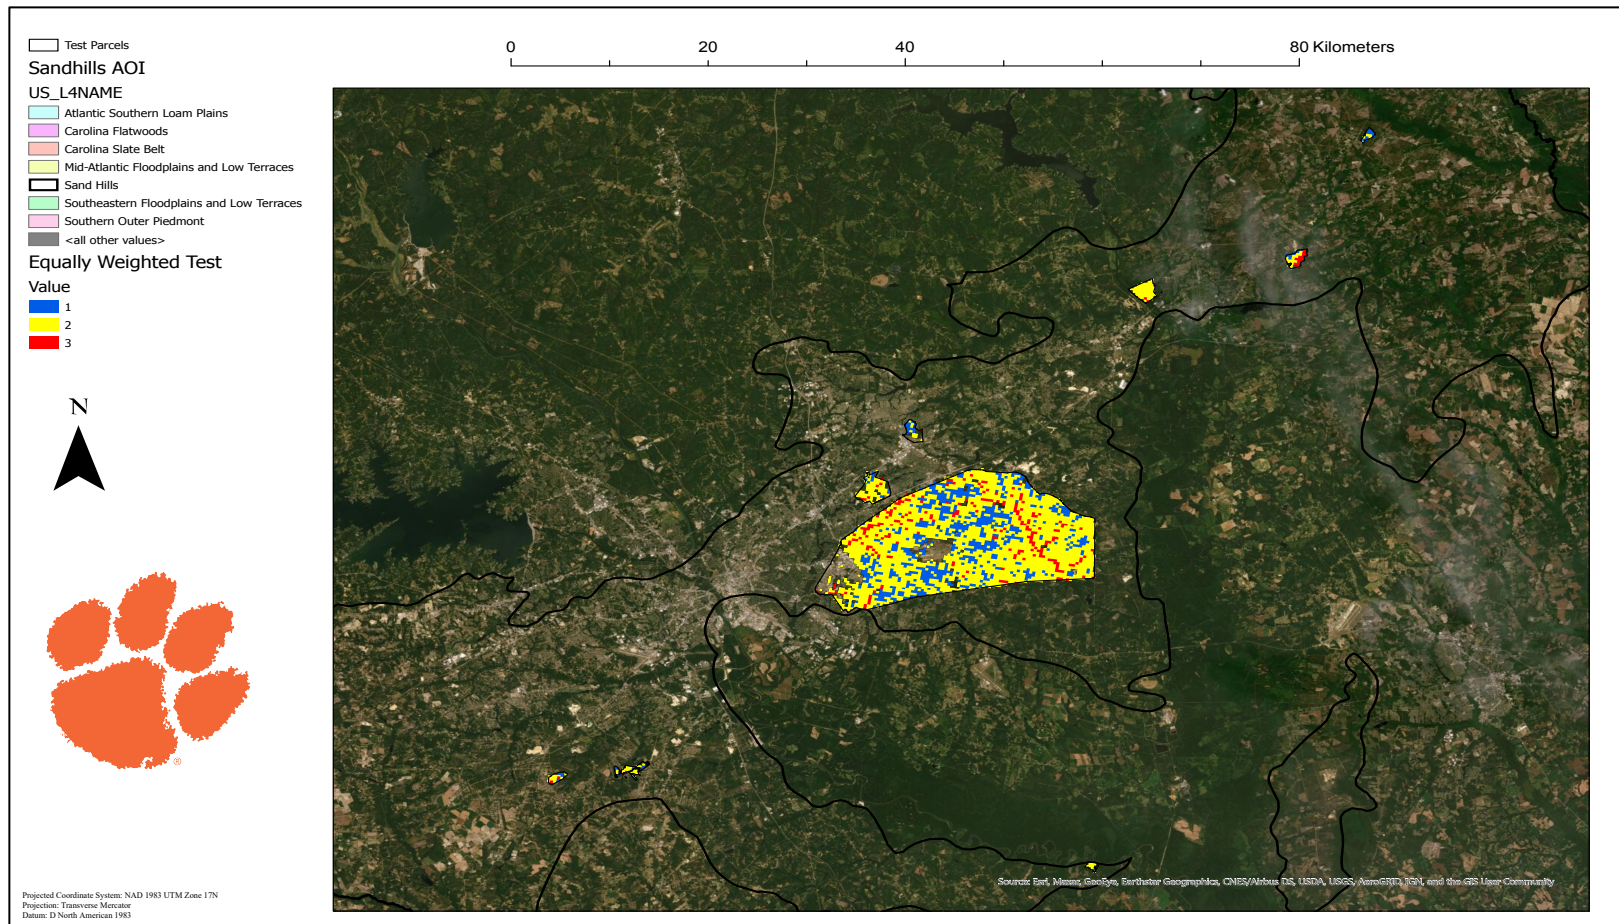 0 20 40 80 Kilometers
Test Parcels
Sandhills AOI
US_L4NAME
Atlantic Southern Loam Plains
Carolina Flatwoods
Carolina Slate Belt
Mid-Atlantic Floodplains and Low Terraces
Sand Hills
Southeastern Floodplains and Low Terraces
Southern Outer Piedmont
<all other values>
Equally Weighted Test
Value
1
2
3
N
®
Projected Coordinate System: NAD 1983 UTM Zone 17N
Projection: Transverse Mercator
Datum: D North American 1983
Source: Esri, Maxar, GeoEye, Earthstar Geographics, CNES/Airbus DS, USDA, USGS, AeroGRID, IGN, and the GIS User Community